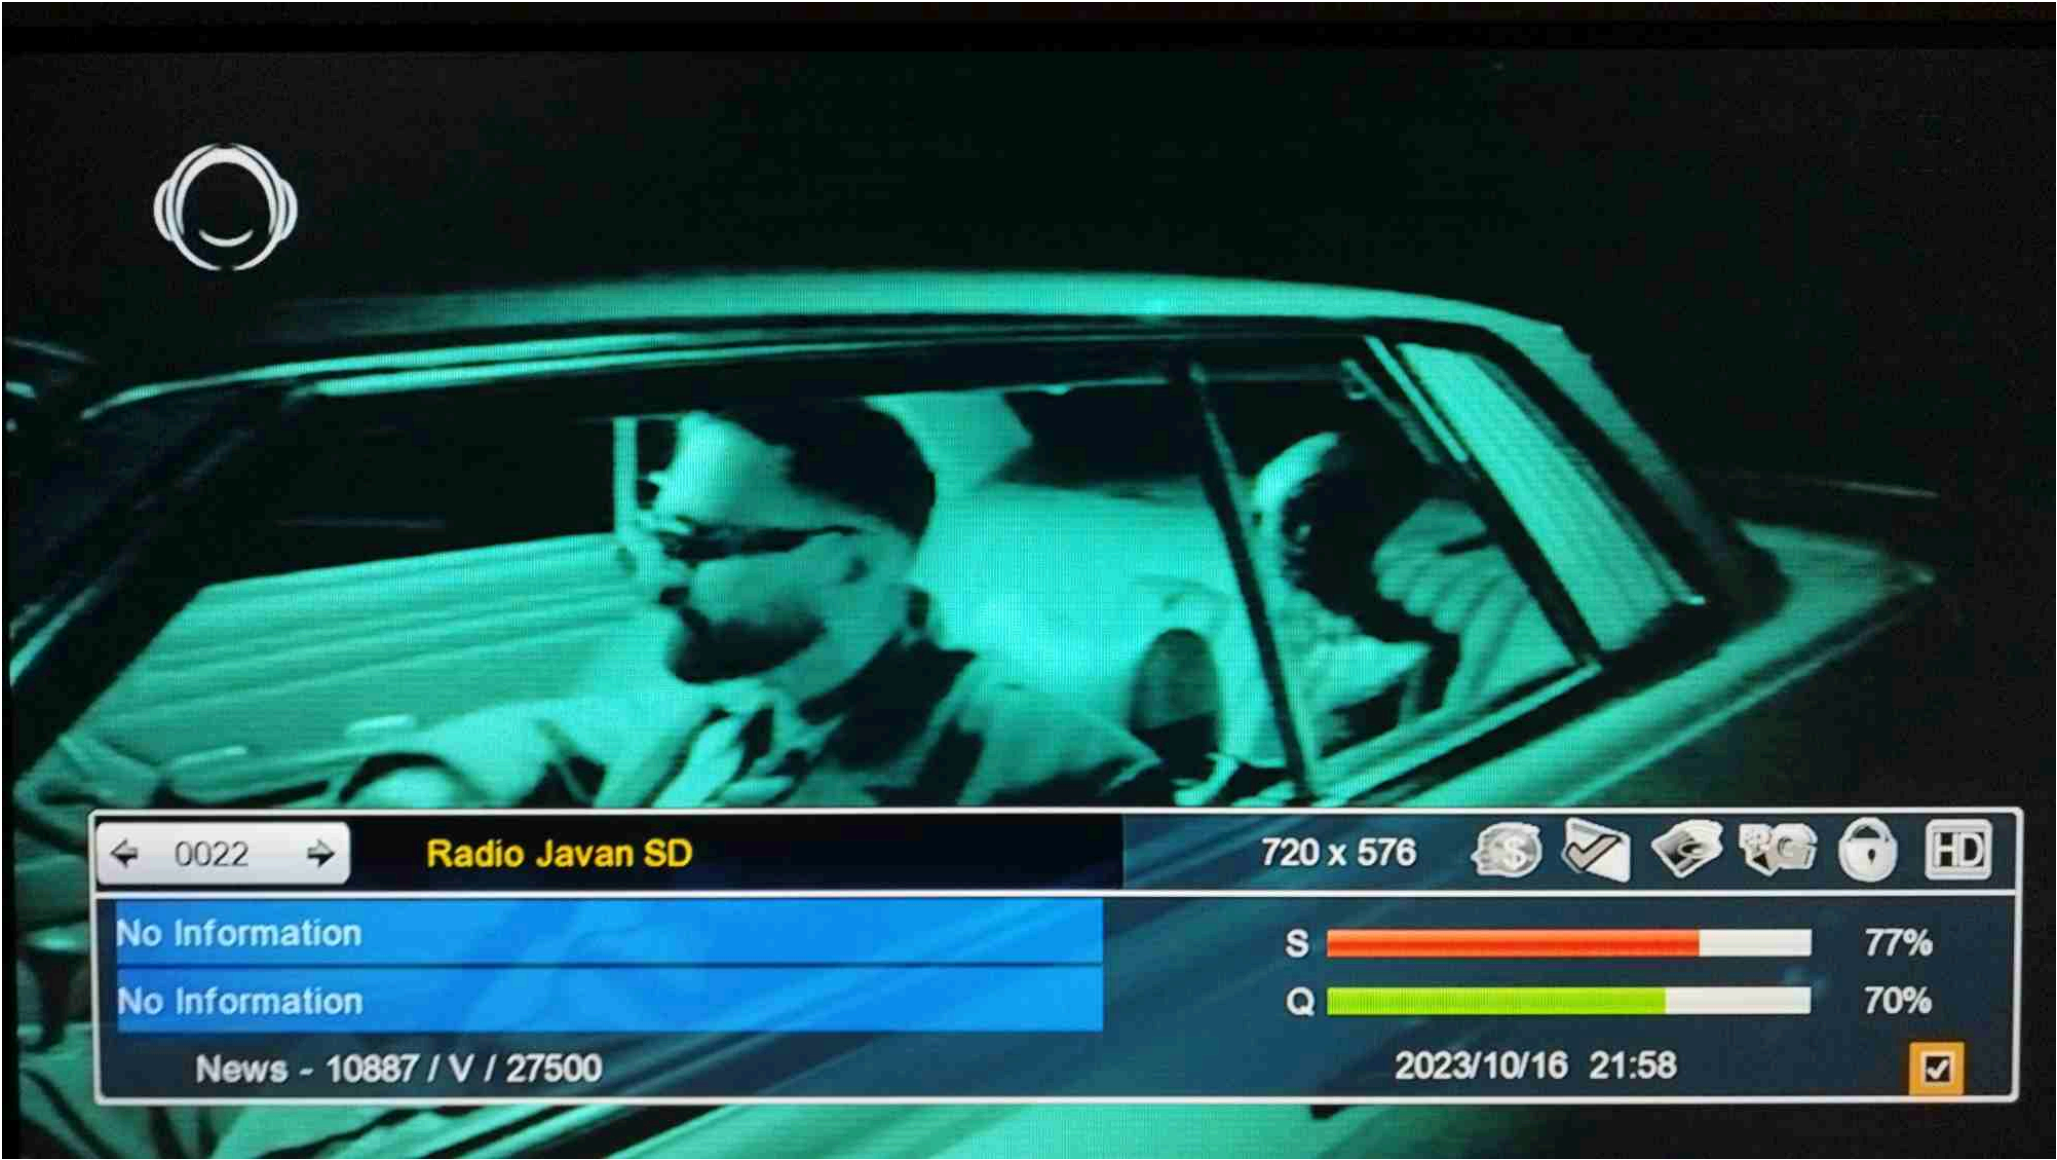 0022
Radio Javan SD
720 x 576
$
G
HD
No Information
S 77%
No Information
Q 70%
News - 10887 / V / 27500
2023/10/16 21:58